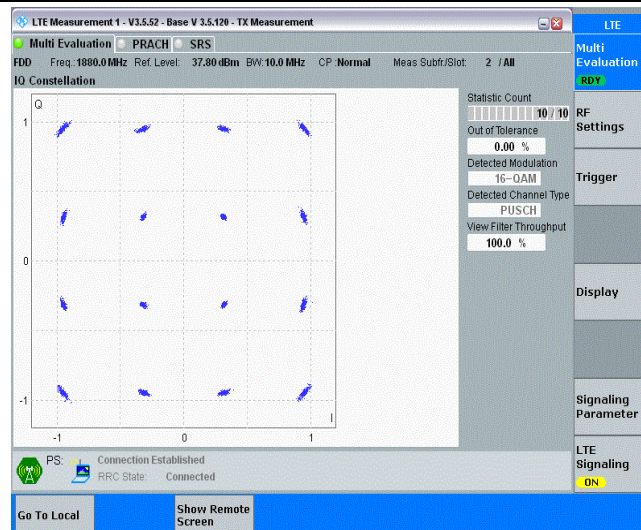 LTE Measurement 1 - V3.5.52 - Base V 3.5.120 - TX Measurement
LTE
Multi Evaluation PRACH SRS
Multi
Evaluation
RDY
FDD Freq.:1880.0 MHz Ref. Level: 37.80 dBm BW:10.0 MHz CP :Normal Meas Subfr./Slot: 2 / All
IQ Constellation
Q
1
0
-1
-1 0 1
I
Statistic Count
10 / 10
Out of Tolerance
0.00 %
Detected Modulation
16-QAM
Detected Channel Type
PUSCH
View Filter Throughput
100.0 %
RF
Settings
Trigger
Display
Signaling
Parameter
LTE
Signaling
ON
PS: Connection Established
RRC State: Connected
Go To Local
Show Remote
Screen